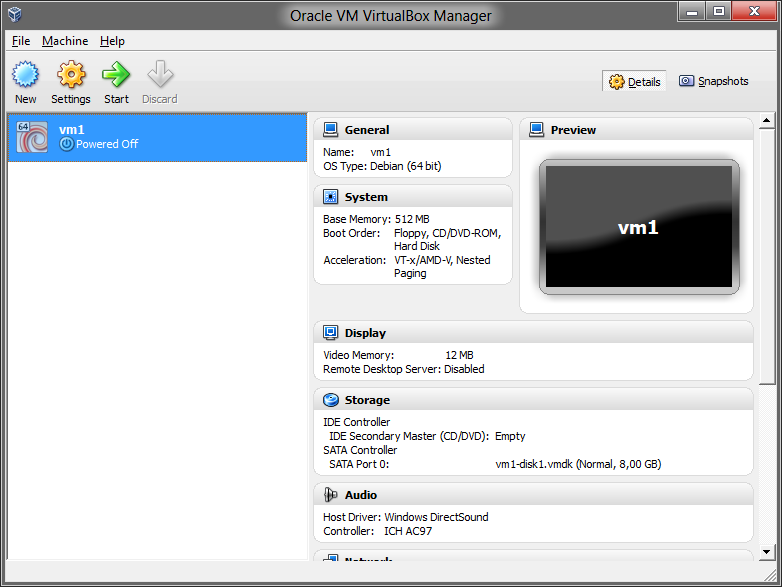 Oracle VM VirtualBox Manager
File Machine Help
New Settings Start Discard
Details Snapshots
64
vm1
Powered Off
General
Name: vm1
OS Type: Debian (64 bit)
System
Base Memory: 512 MB
Boot Order: Floppy, CD/DVD-ROM,
Hard Disk
Acceleration: VT-x/AMD-V, Nested
Paging
Preview
vm1
Display
Video Memory: 12 MB
Remote Desktop Server: Disabled
Storage
IDE Controller
IDE Secondary Master (CD/DVD): Empty
SATA Controller
SATA Port 0: vm1-disk1.vmdk (Normal, 8,00 GB)
Audio
Host Driver: Windows DirectSound
Controller: ICH AC97
Network